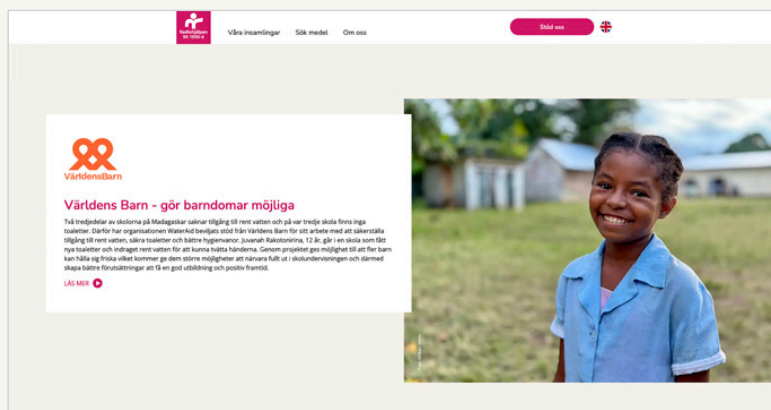 Radiohjälpen
90 1950-6
Våra insamlingar
Sök medel
Om oss
Stöd oss
VärldensBarn
Världens Barn - gör barndomar möjliga
Två tredjedelar av skolorna på Madagaskar saknar tillgång till rent vatten och på var tredje skola finns inga
toaletter. Därför har organisationen WaterAid beviljats stöd från Världens Barn för sitt arbete med att säkerställa
tillgång till rent vatten, säkra toaletter och bättre hygienvanor. Juvanah Rakotonirina, 12 år, går i en skola som fått
nya toaletter och indraget rent vatten för att kunna tvätta händerna. Genom projektet ges möjlighet till att fler barn
kan hålla sig friska vilket kommer ge dem större möjligheter att närvara fullt ut i skolundervisningen och därmed
skapa bättre förutsättningar att få en god utbildning och positiv framtid.
LÄS MER